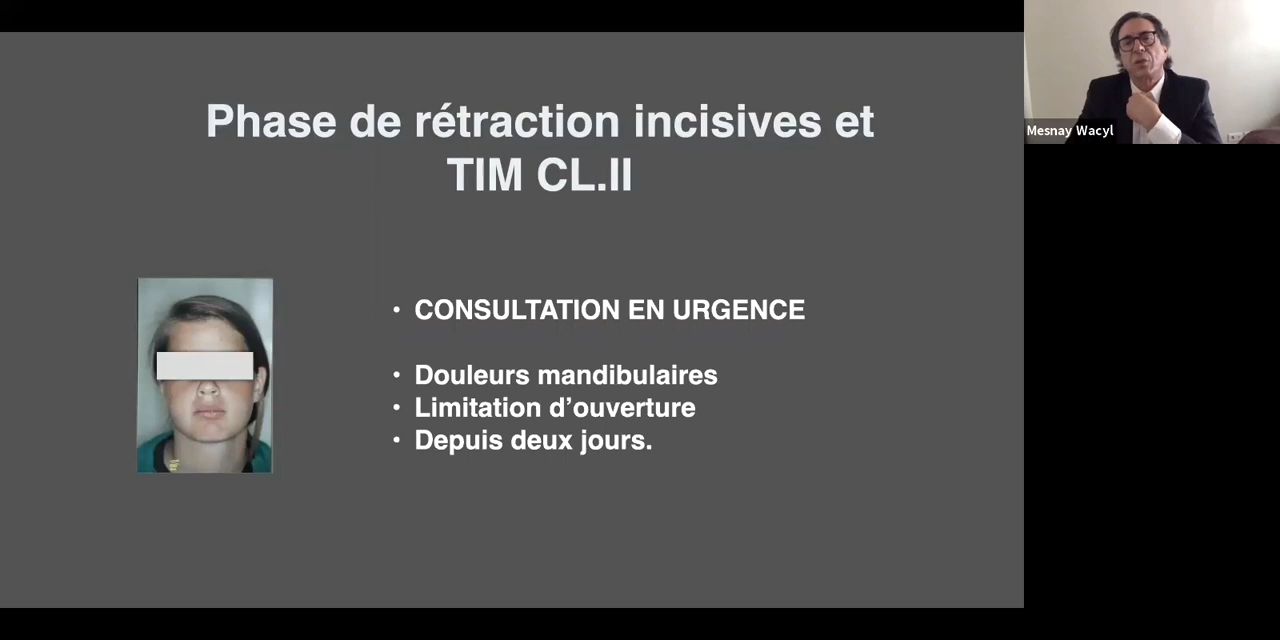 Phase de rétraction incisives et
TIM CL.II
• CONSULTATION EN URGENCE
• Douleurs mandibulaires
• Limitation d’ouverture
• Depuis deux jours.
Mesnay Wacyl